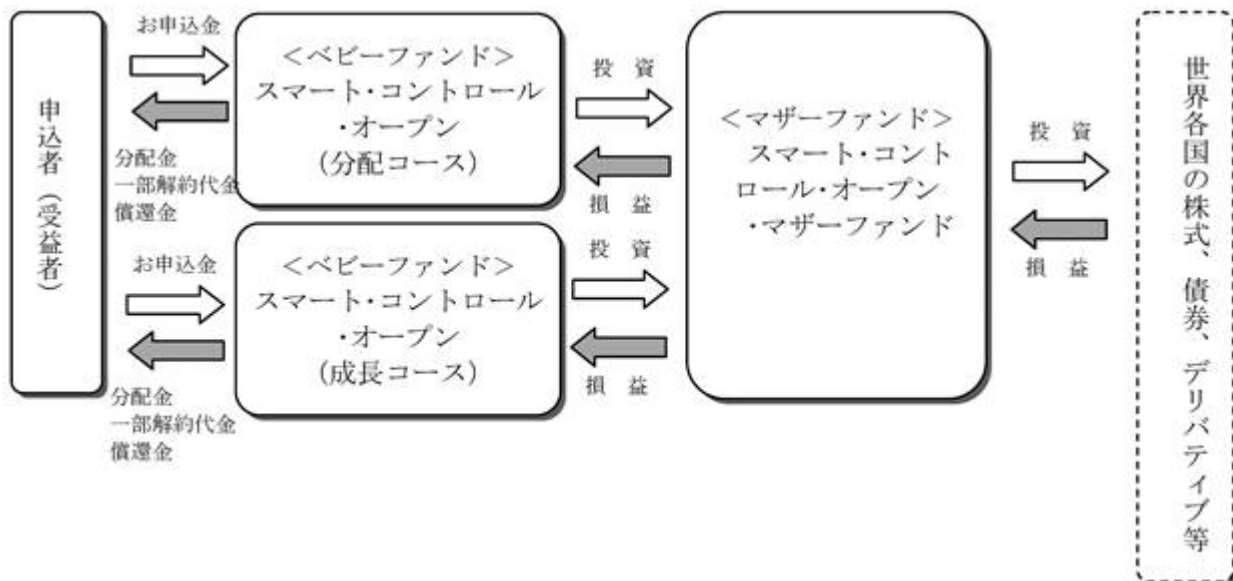 申込者（受益者）
お申込金
分配金
一部解約代金
償還金
お申込金
分配金
一部解約代金
償還金
＜ベビーファンド＞
スマート・コントロール
・オープン
（分配コース）
＜ベビーファンド＞
スマート・コントロール
・オープン
（成長コース）
投　資
損　益
投　資
損　益
＜マザーファンド＞
スマート・コント
ロール・オープン
・マザーファンド
投　資
損　益
世界各国の株式、債券、デリバティブ等